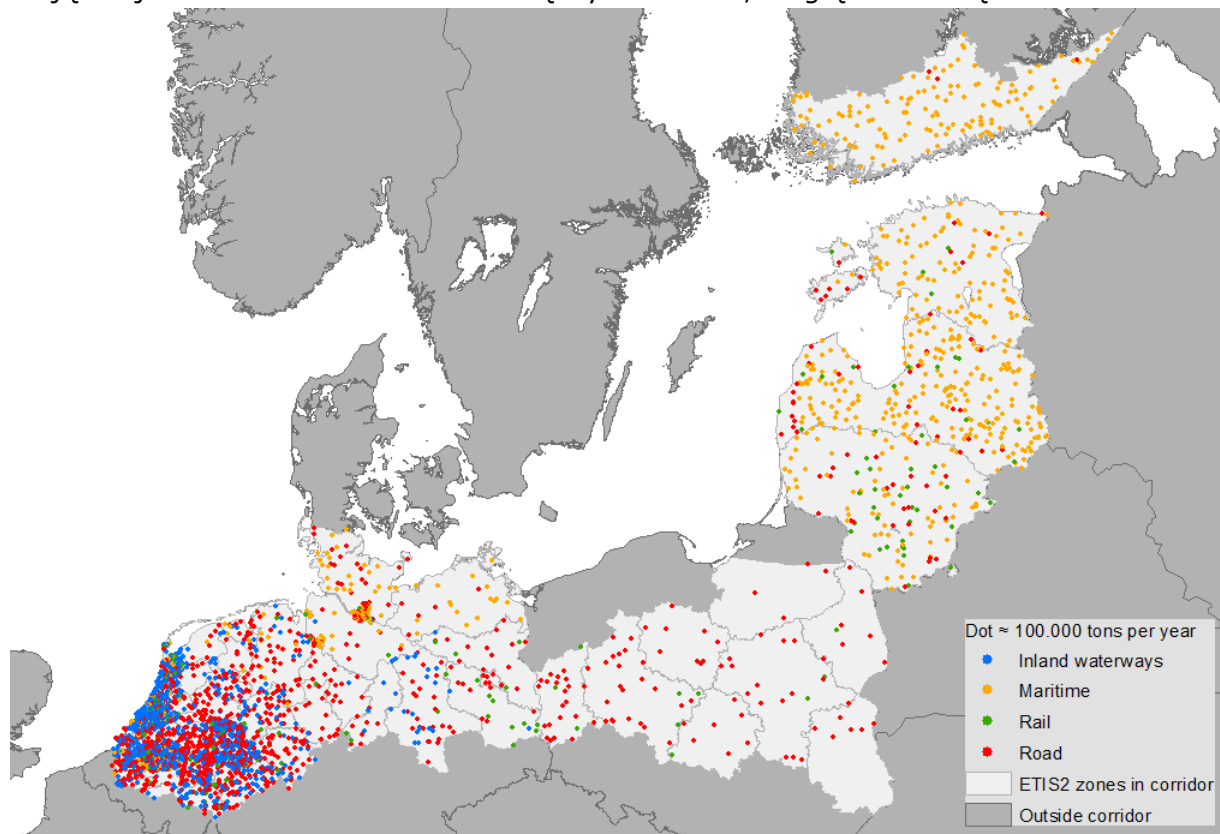 Dot ≈ 100.000 tons per year
Inland waterways
Maritime
Rail
Road
ETIS2 zones in corridor
Outside corridor